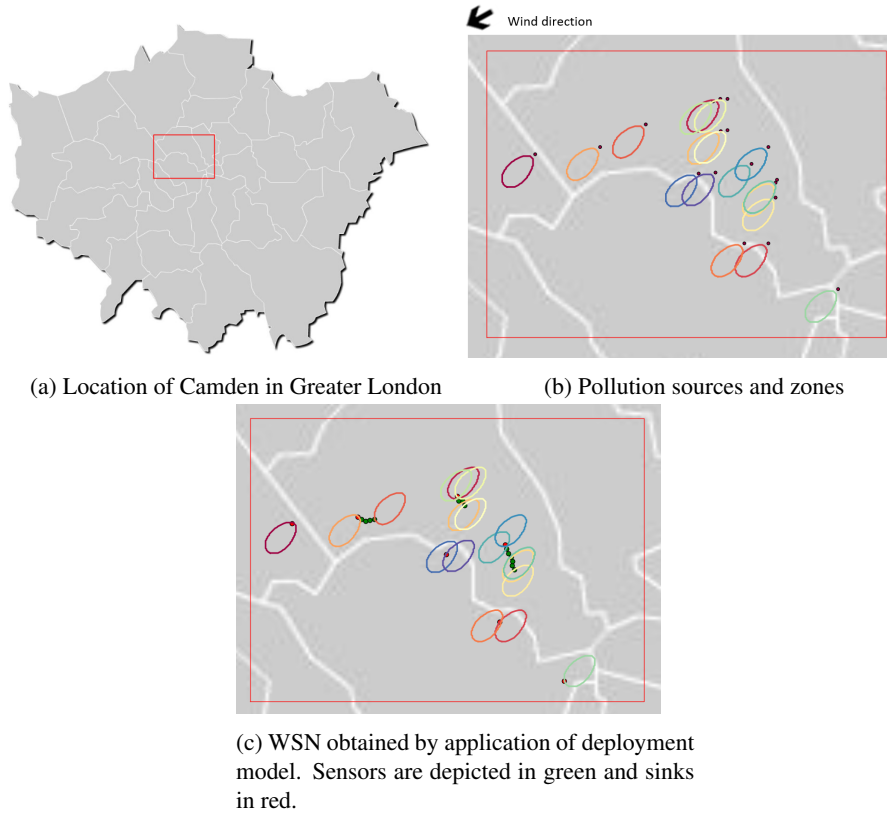 Wind direction
(a) Location of Camden in Greater London
(b) Pollution sources and zones
(c) WSN obtained by application of deployment
model. Sensors are depicted in green and sinks
in red.